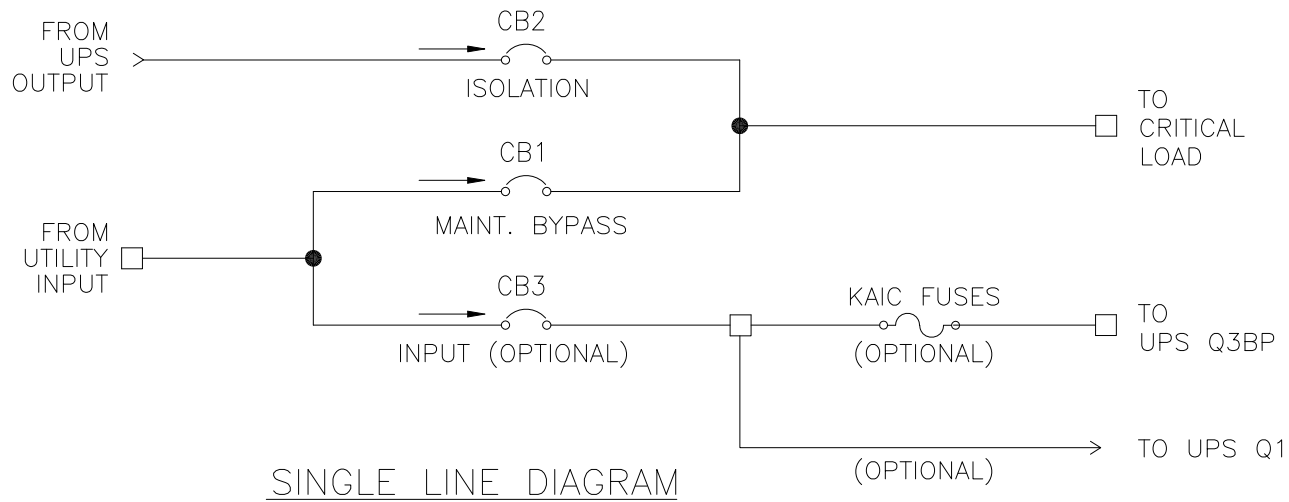 FROM
UPS
OUTPUT
CB2
ISOLATION
TO
CRITICAL
LOAD
CB1
MAINT. BYPASS
FROM
UTILITY
INPUT
CB3
INPUT (OPTIONAL)
KAIC FUSES
(OPTIONAL)
TO
UPS Q3BP
(OPTIONAL)
TO UPS Q1
SINGLE LINE DIAGRAM